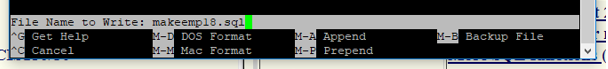 File Name to Write: makeemp18.sql
^G Get Help M-D DOS Format M-A Append M-B Backup File
^C Cancel M-M Mac Format M-P Prepend